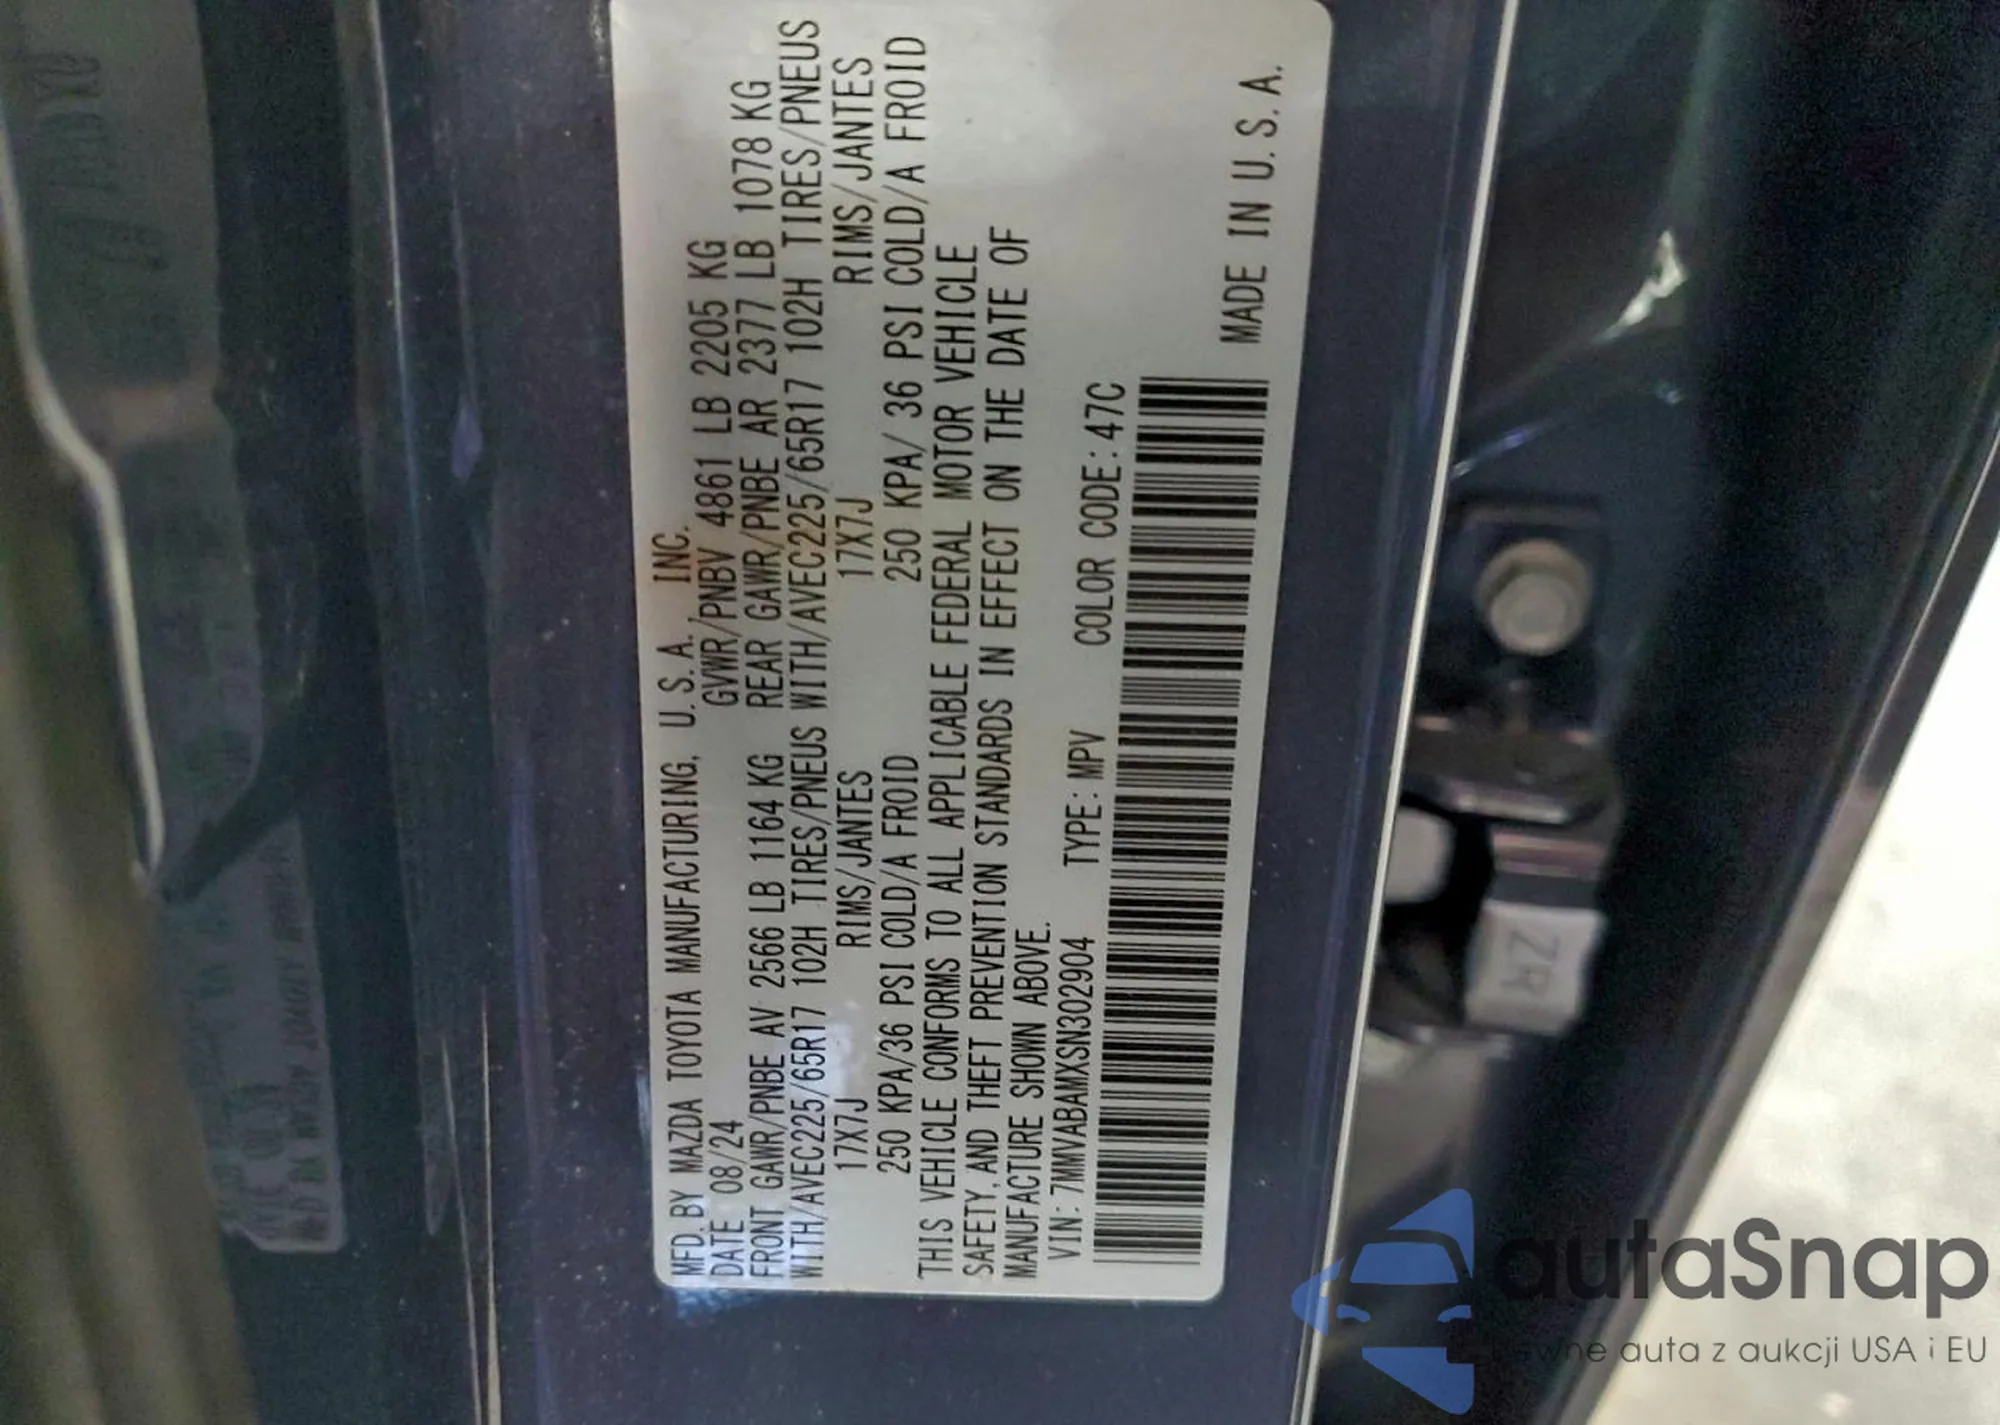 MFD. BY MAZDA TOYOTA MANUFACTURING, U.S.A. INC.
DATE 08/24 GVWR/PNBV 4861 LB 2205 KG
FRONT GAWR/PNBE AV 2566 LB 1164 KG REAR GAWR/PNBE AR 2377 LB 1078 KG
WITH/AVEC225/65R17 102H TIRES/PNEUS WITH/AVEC225/65R17 102H TIRES/PNEUS
17X7J RIMS/JANTES 17X7J RIMS/JANTES
250 KPA/36 PSI COLD/A FROID 250 KPA/ 36 PSI COLD/A FROID
THIS VEHICLE CONFORMS TO ALL APPLICABLE FEDERAL MOTOR VEHICLE
SAFETY, AND THEFT PREVENTION STANDARDS IN EFFECT ON THE DATE OF
MANUFACTURE SHOWN ABOVE.
VIN: 7MMVABAMXSN302904 TYPE: MPV COLOR CODE: 47C
MADE IN U.S.A.
ZR
autaSnap
pewne auta z aukcji USA i EU